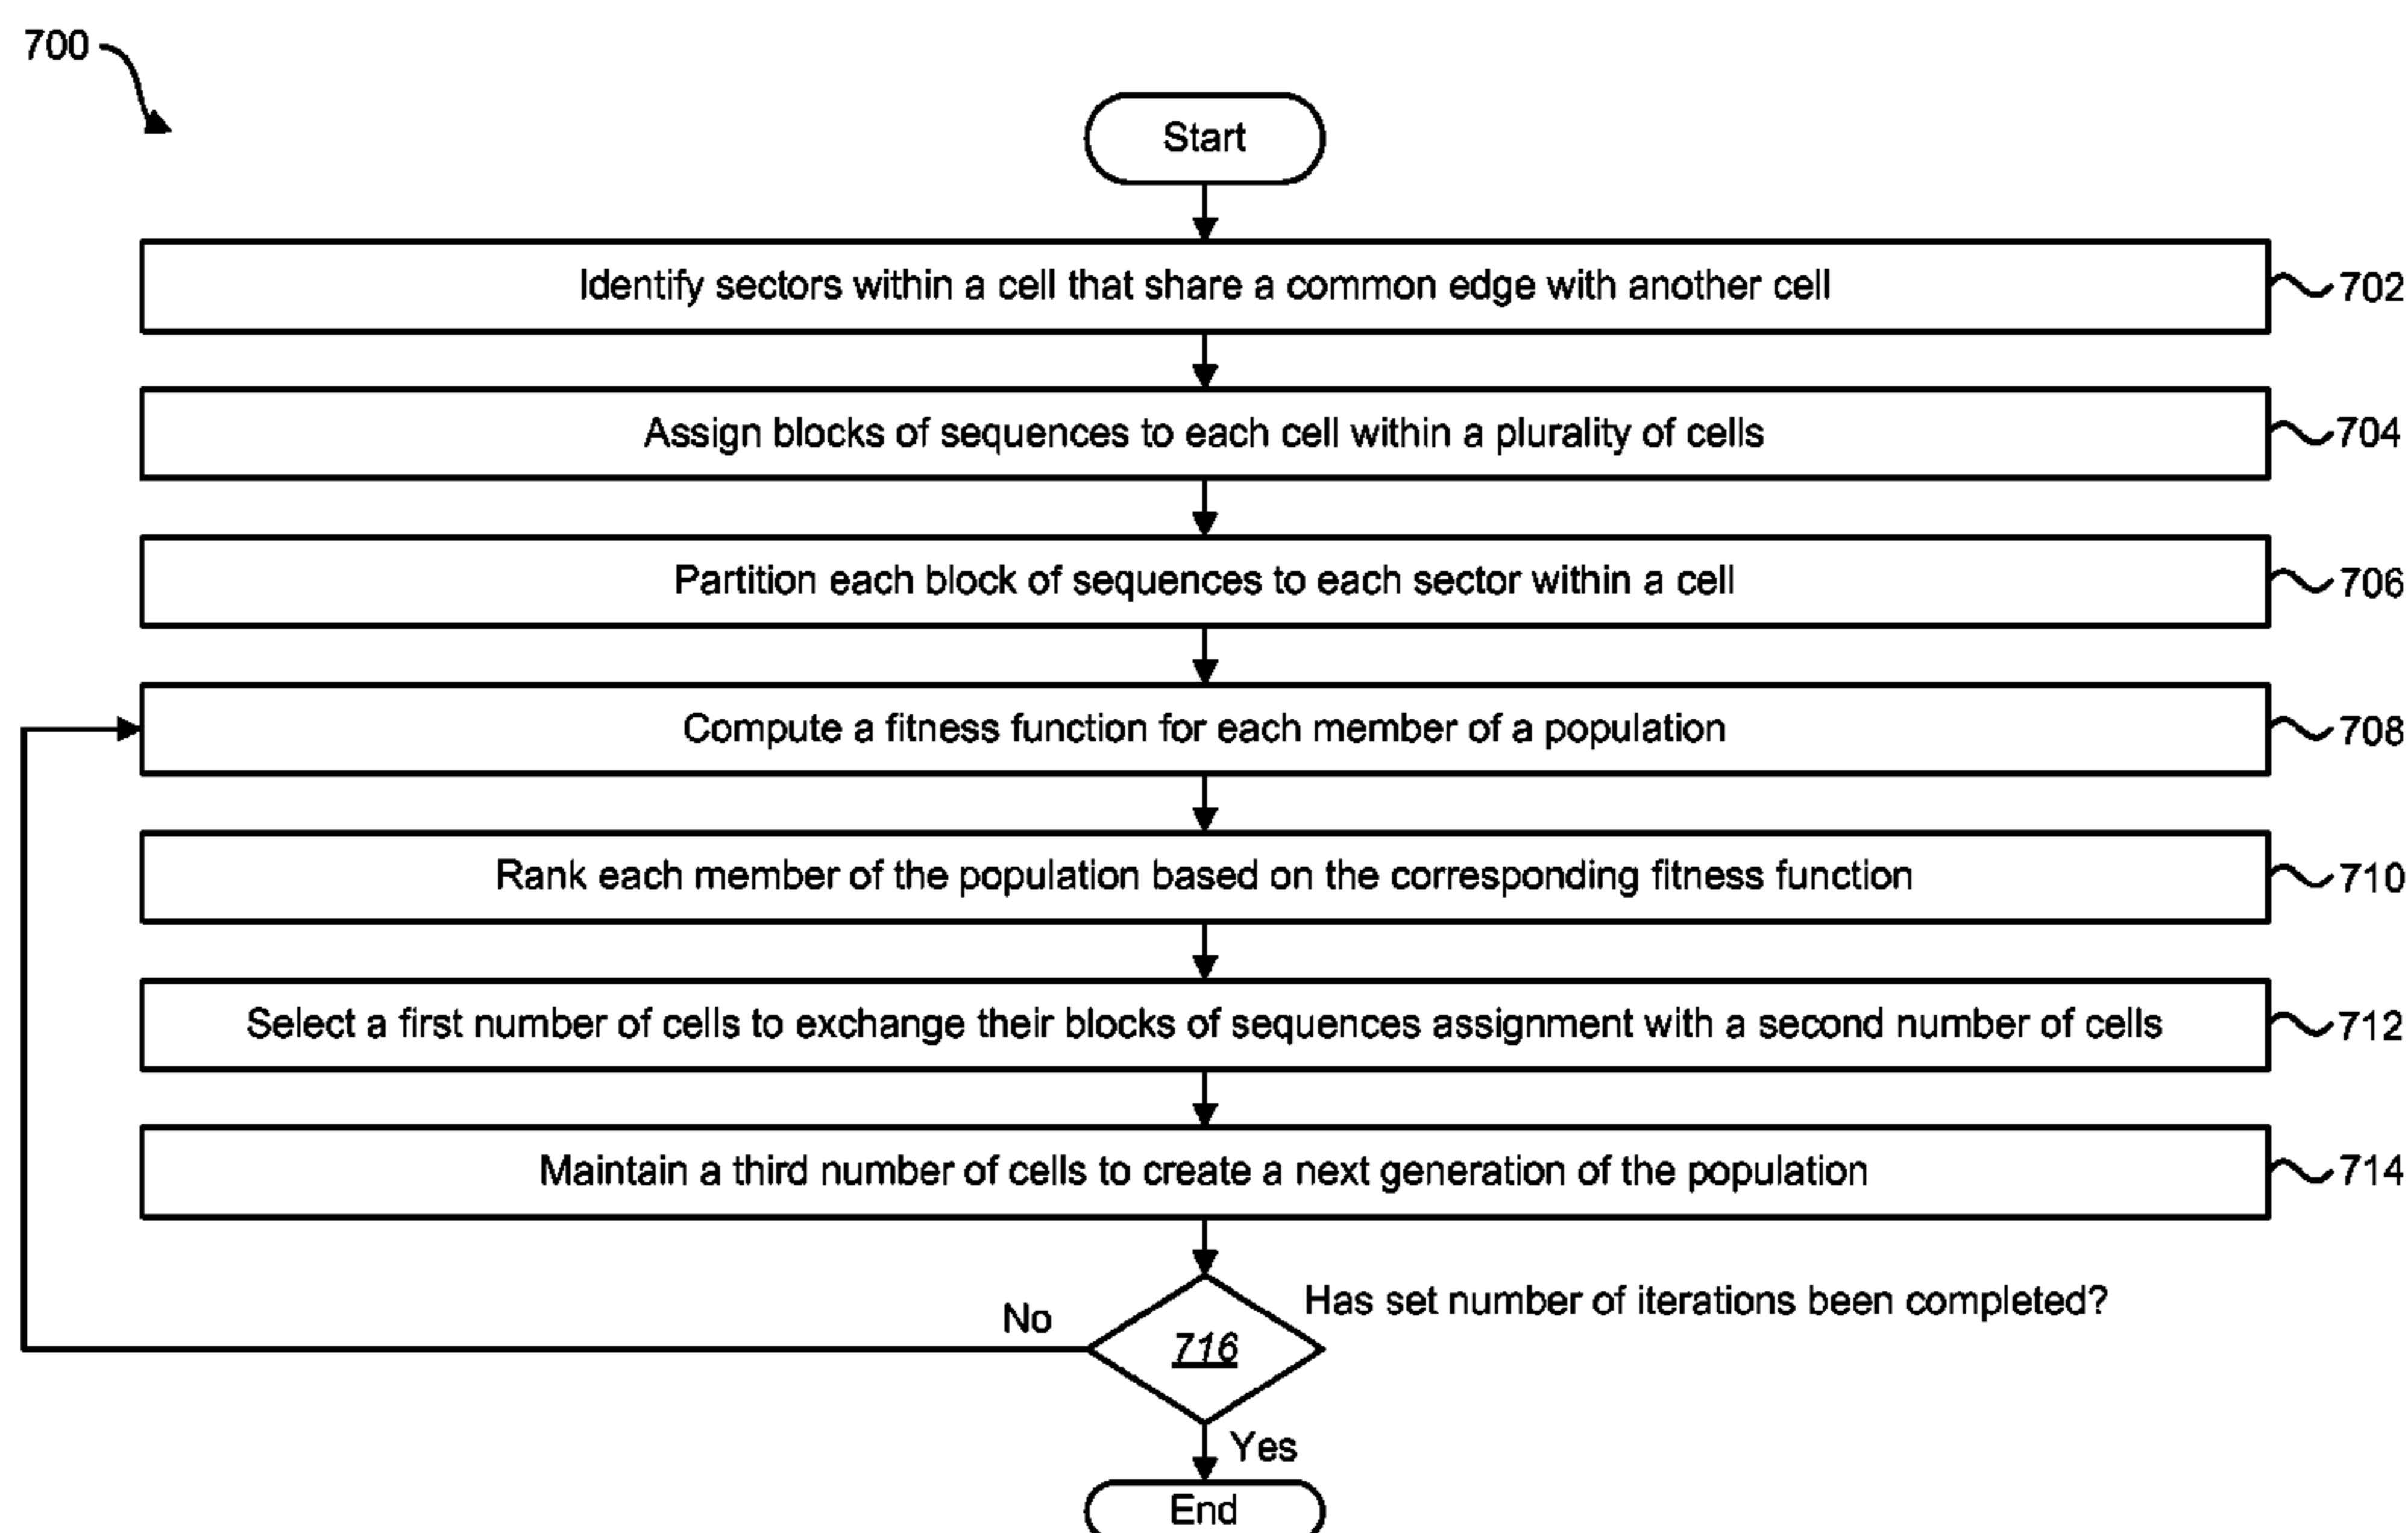 700
Start
Identify sectors within a cell that share a common edge with another cell
702
Assign blocks of sequences to each cell within a plurality of cells
704
Partition each block of sequences to each sector within a cell
706
Compute a fitness function for each member of a population
708
Rank each member of the population based on the corresponding fitness function
710
Select a first number of cells to exchange their blocks of sequences assignment with a second number of cells
712
Maintain a third number of cells to create a next generation of the population
714
Has set number of iterations been completed?
No
716
Yes
End